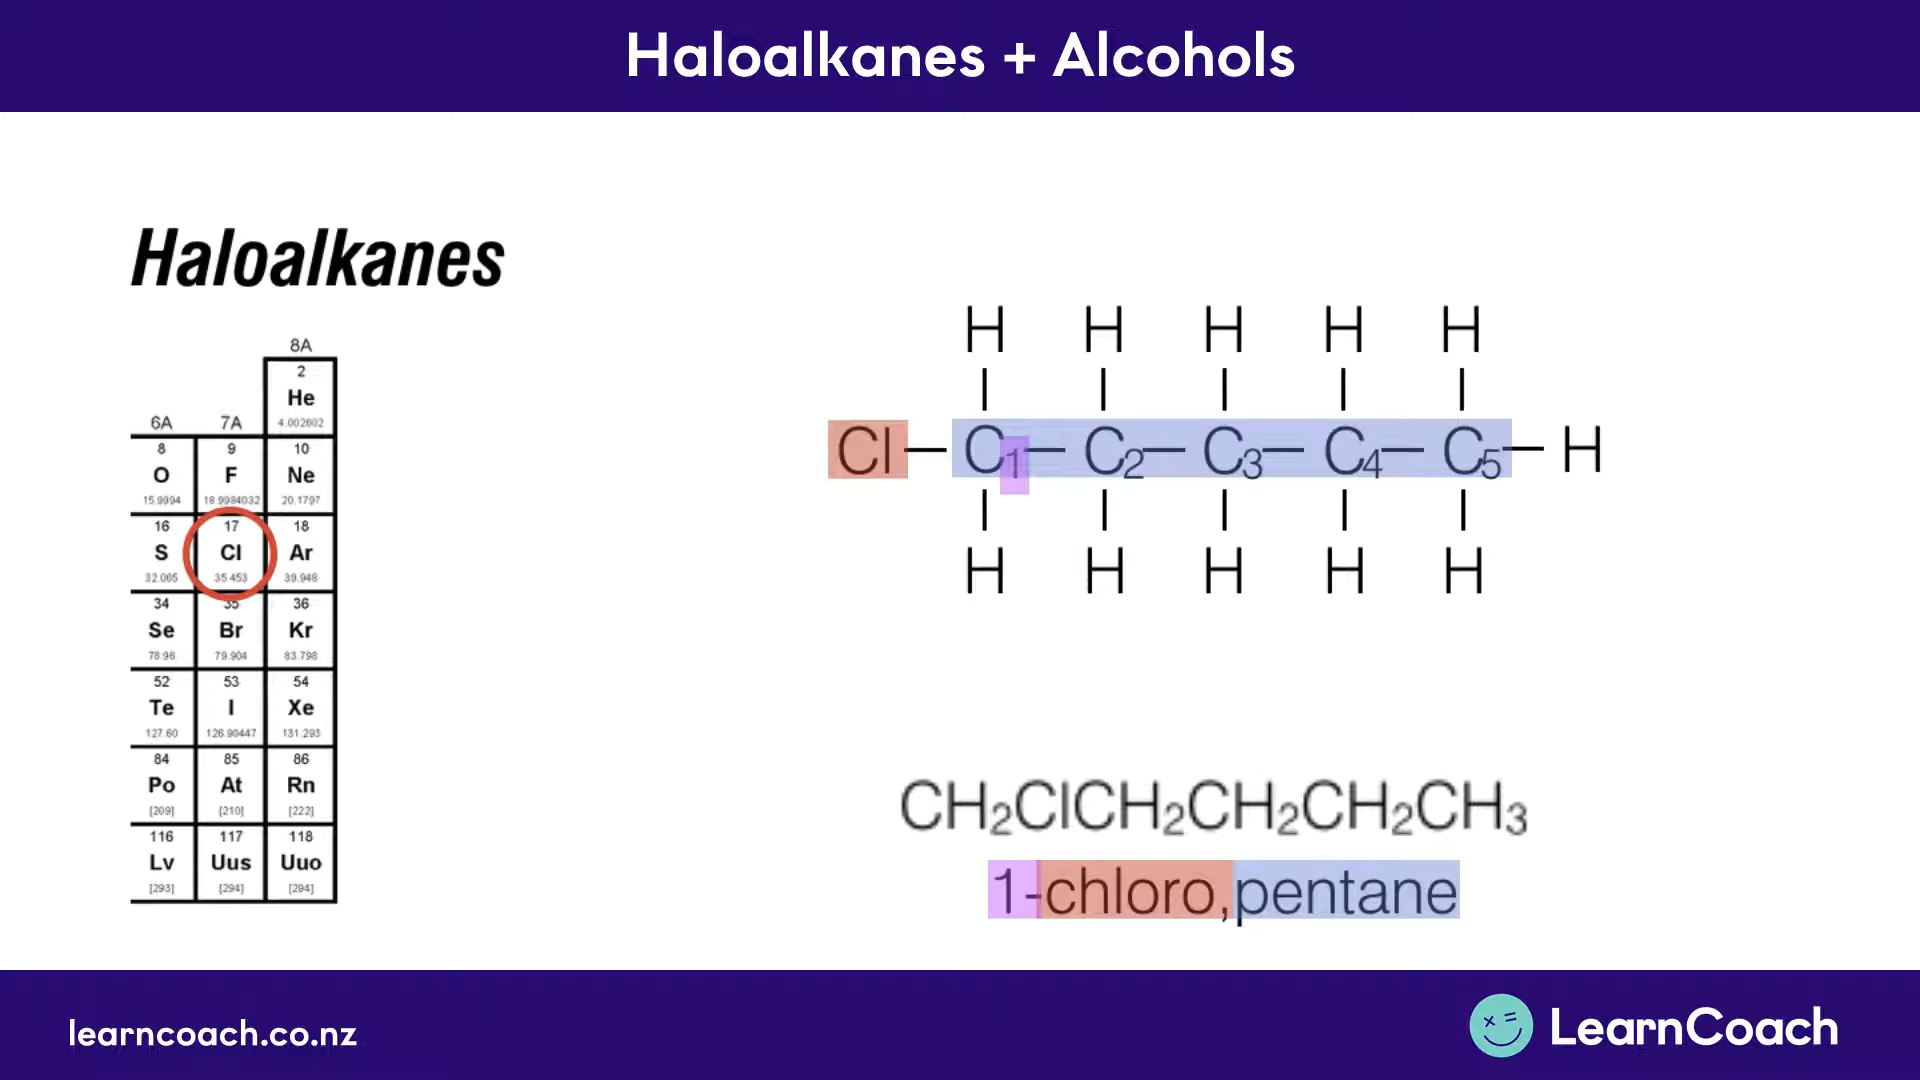 Haloalkanes + Alcohols
Haloalkanes
8A
2
He
4.002602
6A 7A
8 9 10
O F Ne
15.9994 18.9984032 20.1797
16 17 18
S Cl Ar
32.065 35.453 39.948
34 35 36
Se Br Kr
78.96 79.904 83.798
52 53 54
Te I Xe
127.60 126.90447 131.293
84 85 86
Po At Rn
[209] [210] [222]
116 117 118
Lv Uus Uuo
[293] [294] [294]
H H H H H
Cl C1 C2 C3 C4 C5 H
H H H H H
CH₂ClCH₂CH₂CH₂CH₃
1-chloro,pentane
learncoach.co.nz
LearnCoach